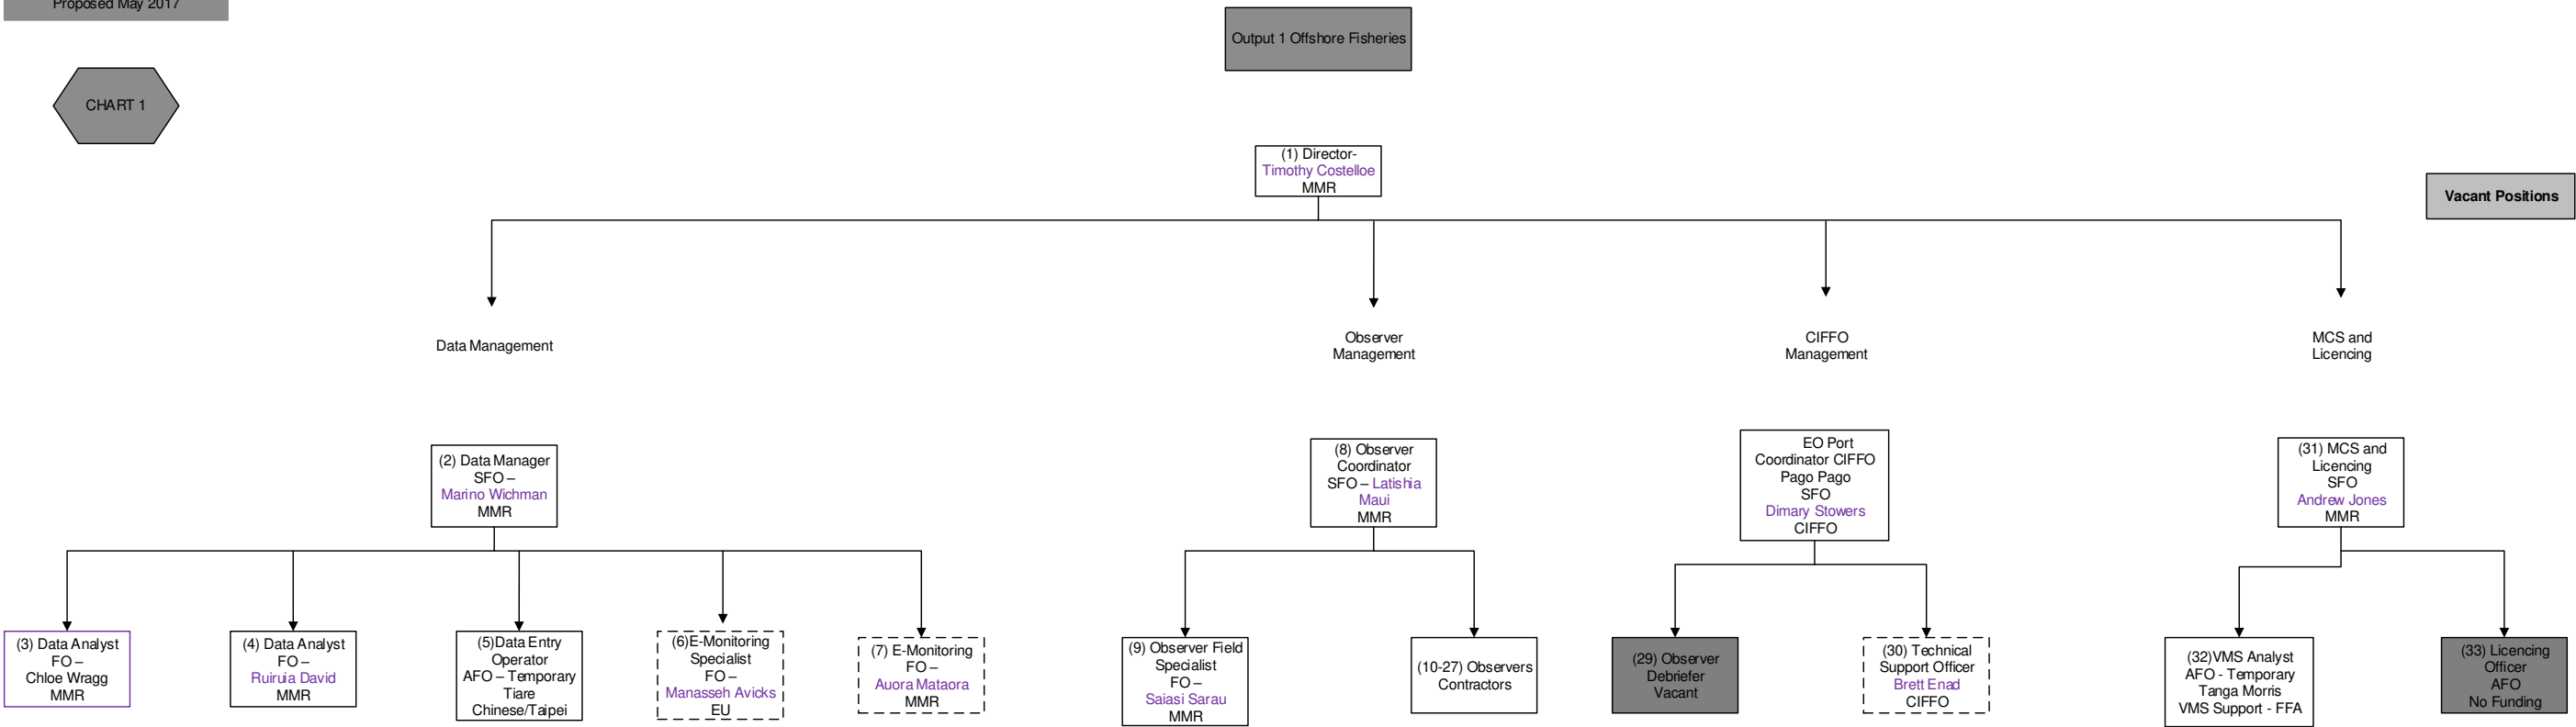 Proposed May 2017
Output 1 Offshore Fisheries
CHART 1
(1) Director-
Timothy Costelloe
MMR
Vacant Positions
Data Management
Observer
Management
CIFFO
Management
MCS and
Licencing
(2) Data Manager
SFO –
Marino Wichman
MMR
(8) Observer
Coordinator
SFO – Latishia
Maui
MMR
EO Port
Coordinator CIFFO
Pago Pago
SFO
Dimary Stowers
CIFFO
(31) MCS and
Licencing
SFO
Andrew Jones
MMR
(3) Data Analyst
FO –
Chloe Wragg
MMR
(4) Data Analyst
FO –
Ruiruia David
MMR
(5)Data Entry
Operator
AFO – Temporary
Tiare
Chinese/Taipei
(6)E-Monitoring
Specialist
FO –
Manasseh Avicks
EU
(7) E-Monitoring
FO –
Auora Mataora
MMR
(9) Observer Field
Specialist
FO –
Saiasi Sarau
MMR
(10-27) Observers
Contractors
(29) Observer
Debriefer
Vacant
(30) Technical
Support Officer
Brett Enad
CIFFO
(32)VMS Analyst
AFO - Temporary
Tanga Morris
VMS Support - FFA
(33) Licencing
Officer
AFO
No Funding